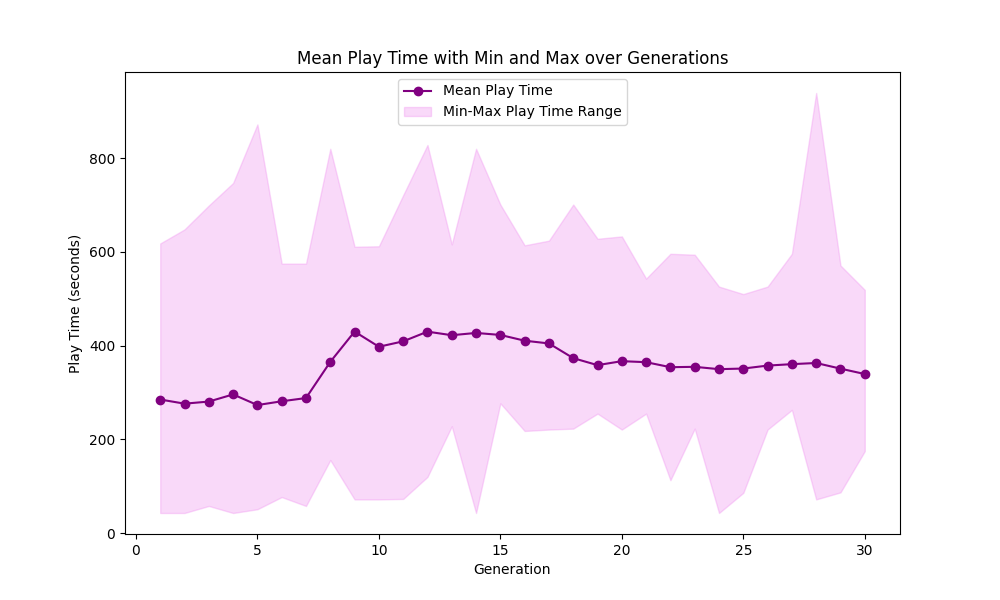 Mean Play Time with Min and Max over Generations
Mean Play Time
Min-Max Play Time Range
Play Time (seconds)
800
600
400
200
0
0 5 10 15 20 25 30
Generation